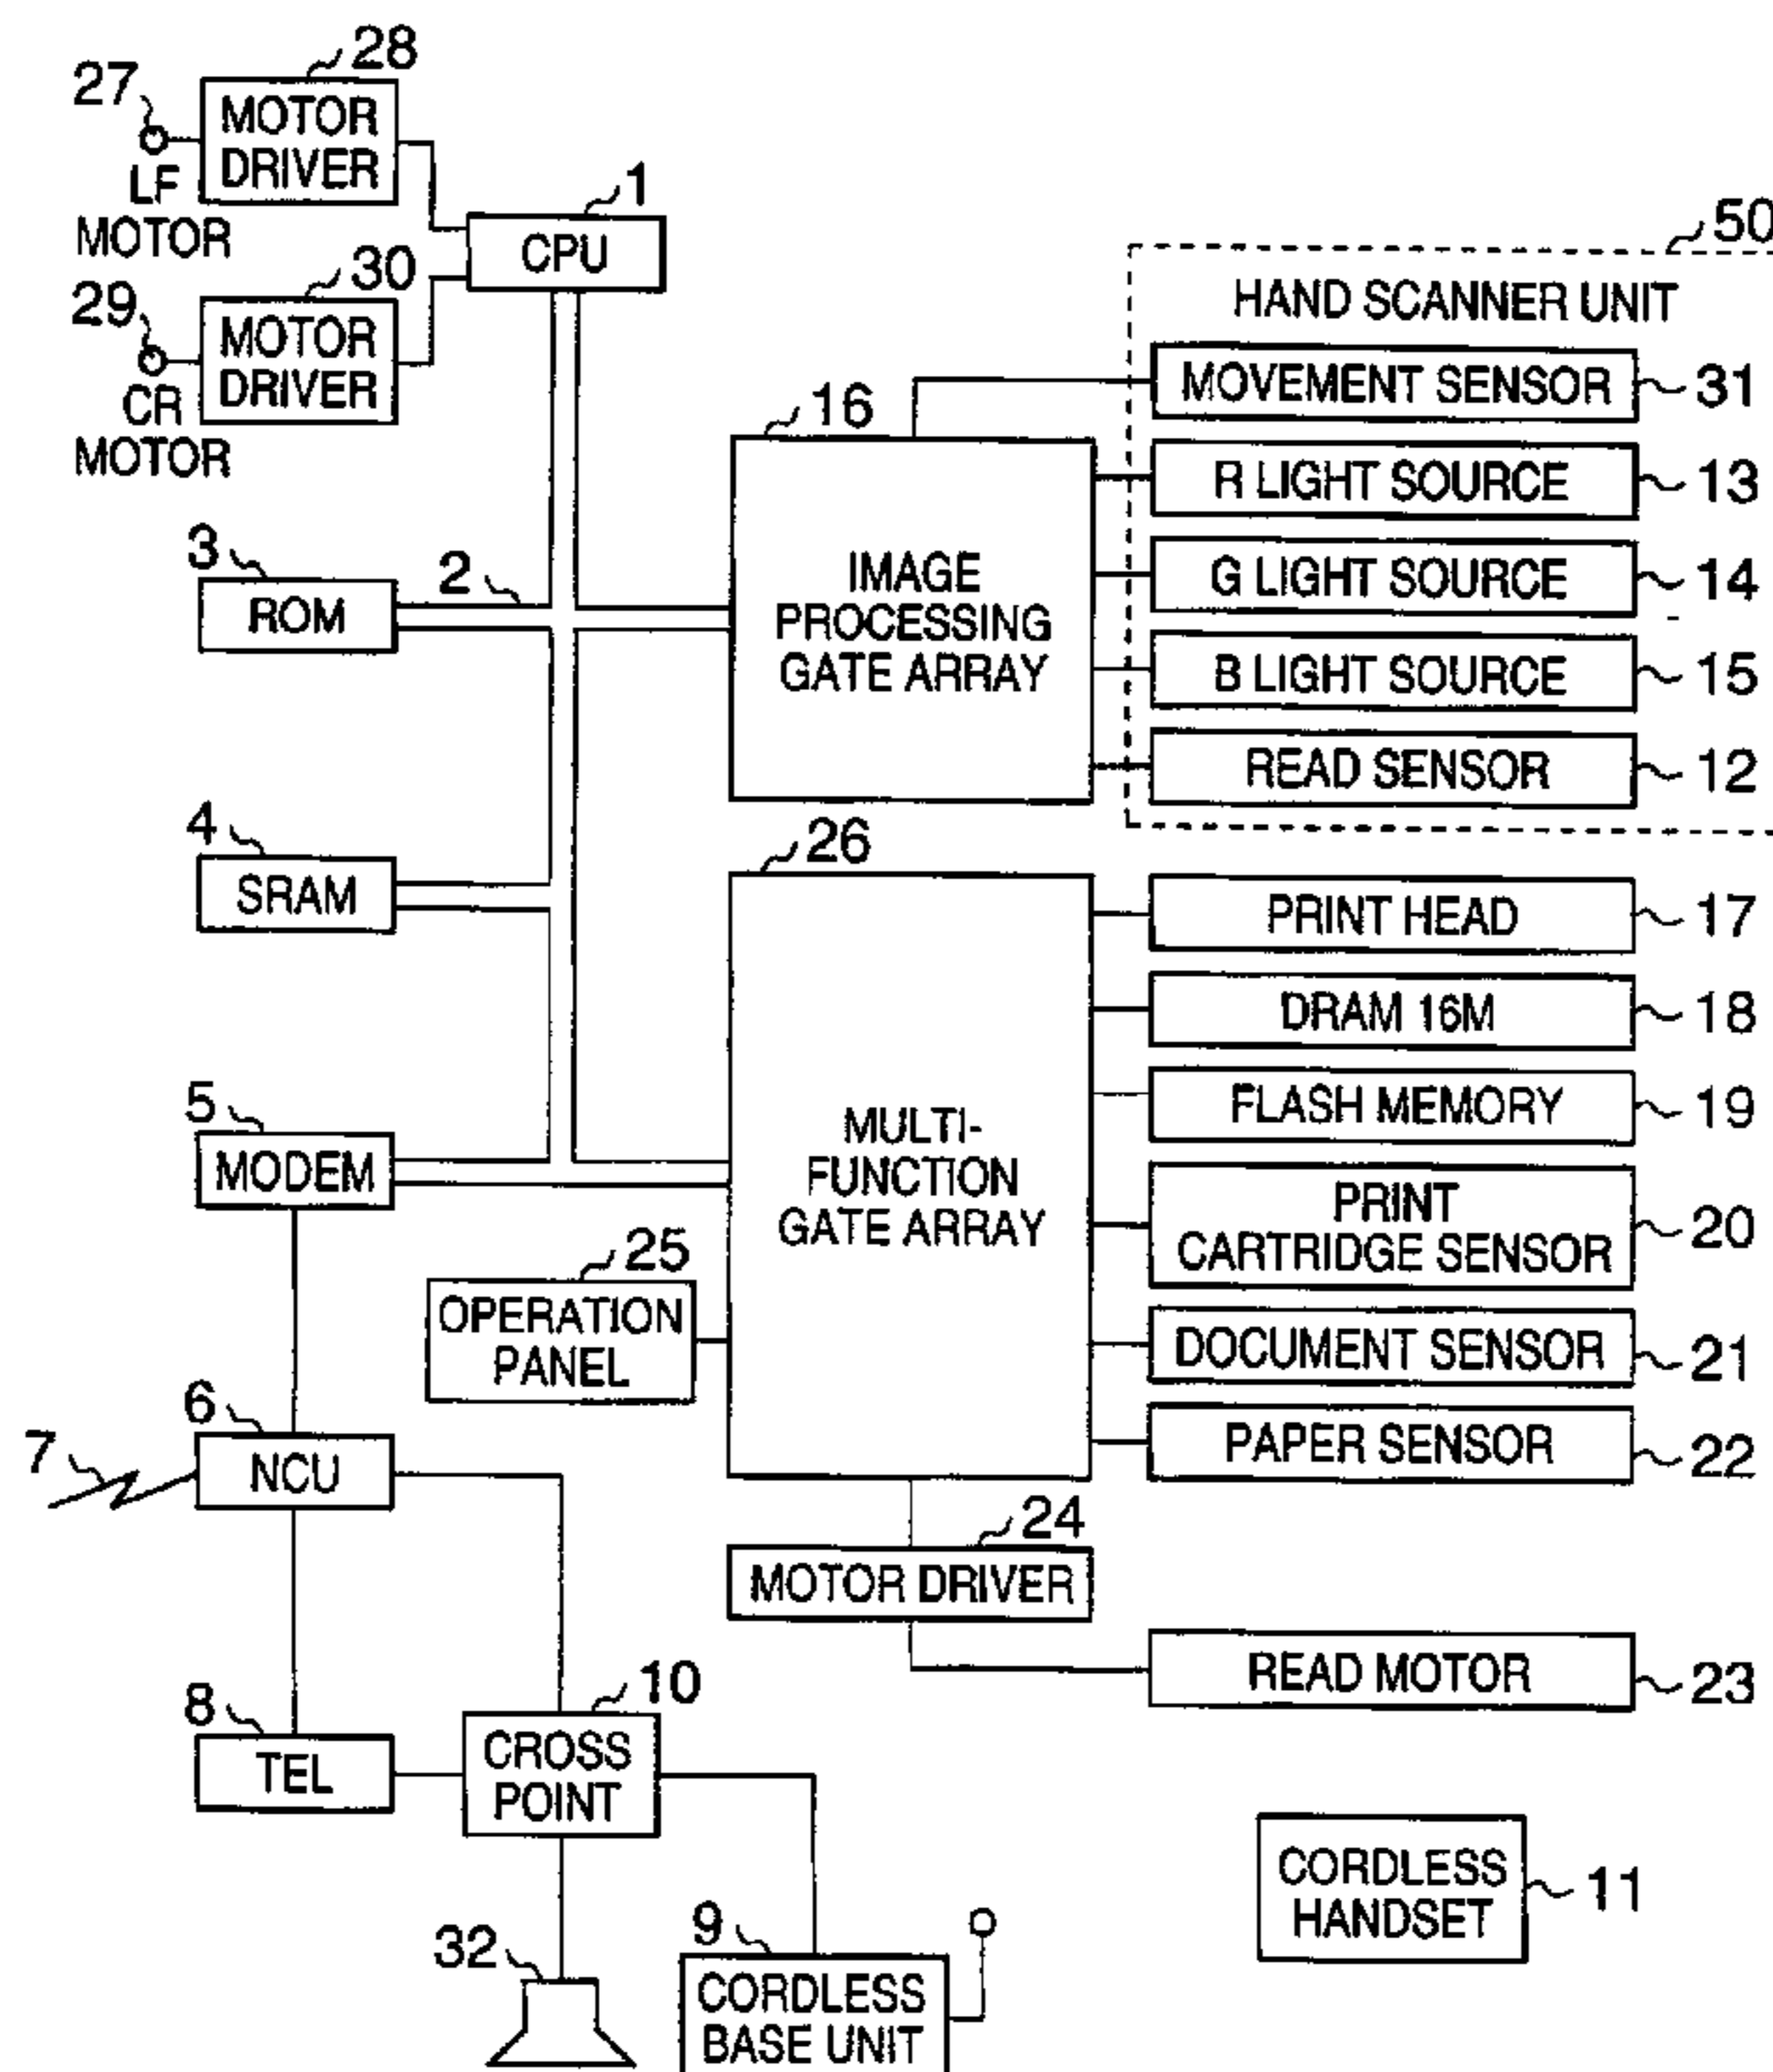 28
27
MOTOR
DRIVER
LF
MOTOR
1
CPU
30
29
MOTOR
DRIVER
CR
MOTOR
50
HAND SCANNER UNIT
MOVEMENT SENSOR
31
16
R LIGHT SOURCE
13
IMAGE
PROCESSING
GATE ARRAY
G LIGHT SOURCE
14
B LIGHT SOURCE
15
READ SENSOR
12
3
ROM
2
4
SRAM
26
PRINT HEAD
17
DRAM 16M
18
FLASH MEMORY
19
MULTI-
FUNCTION
GATE ARRAY
PRINT
CARTRIDGE SENSOR
20
DOCUMENT SENSOR
21
PAPER SENSOR
22
5
MODEM
25
OPERATION
PANEL
6
NCU
7
24
MOTOR DRIVER
READ MOTOR
23
8
TEL
10
CROSS
POINT
32
9
CORDLESS
BASE UNIT
CORDLESS
HANDSET
11